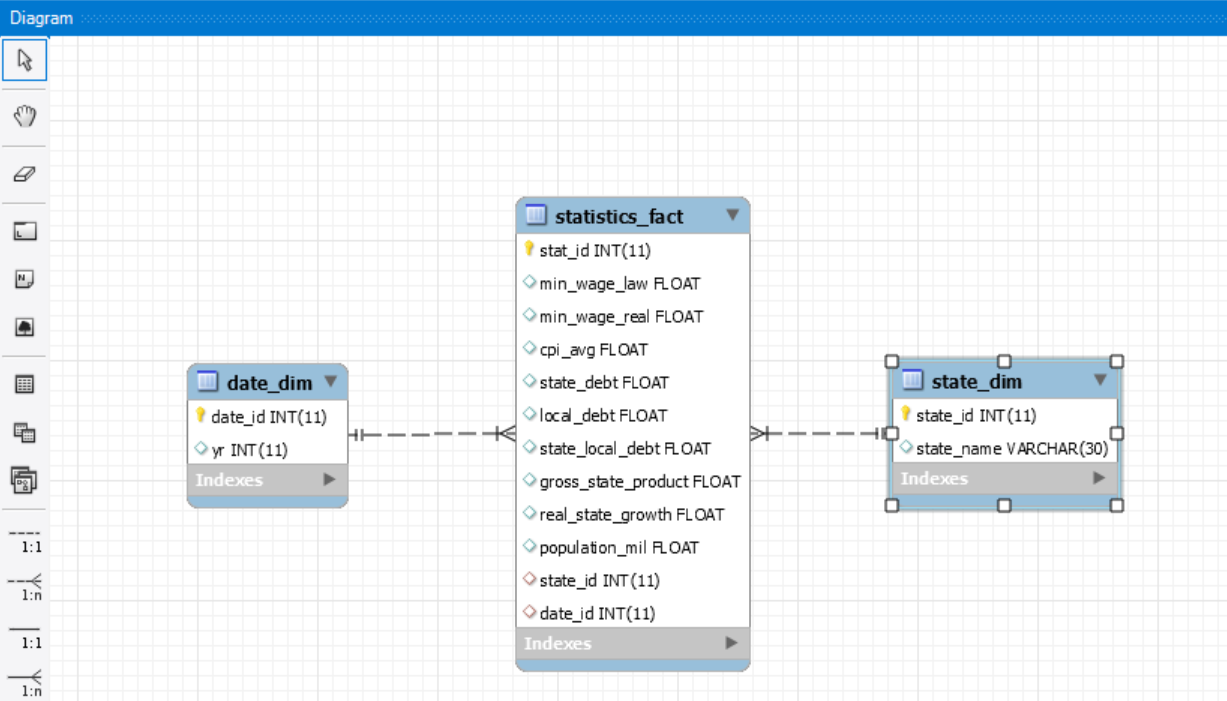 Diagram
statistics_fact
stat_id INT(11)
min_wage_law FLOAT
min_wage_real FLOAT
cpi_avg FLOAT
state_debt FLOAT
local_debt FLOAT
state_local_debt FLOAT
gross_state_product FLOAT
real_state_growth FLOAT
population_mil FLOAT
state_id INT(11)
date_id INT(11)
Indexes
date_dim
date_id INT(11)
yr INT(11)
Indexes
state_dim
state_id INT(11)
state_name VARCHAR(30)
Indexes
1:1
1:n
1:1
1:n